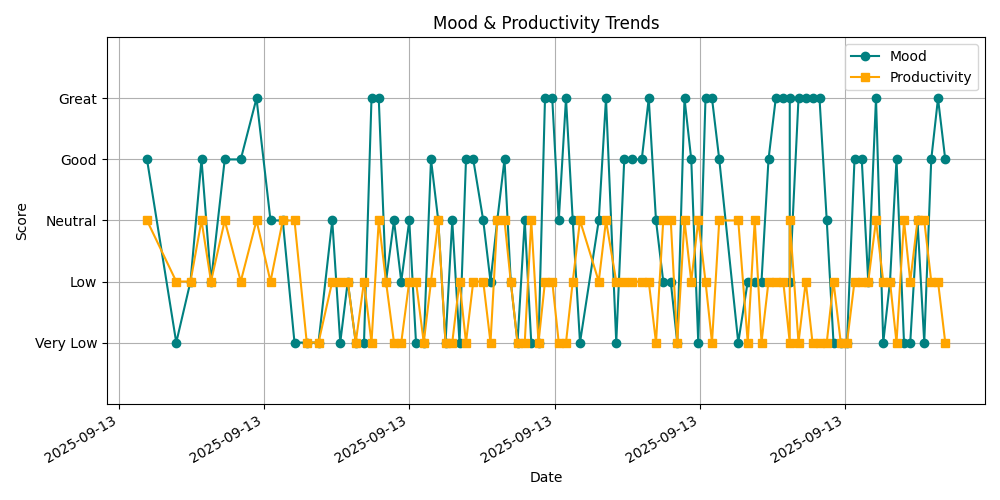 Mood & Productivity Trends
Mood
Productivity
Great
Good
Neutral
Low
Very Low
Score
2025-09-13
2025-09-13
2025-09-13
2025-09-13
2025-09-13
2025-09-13
Date